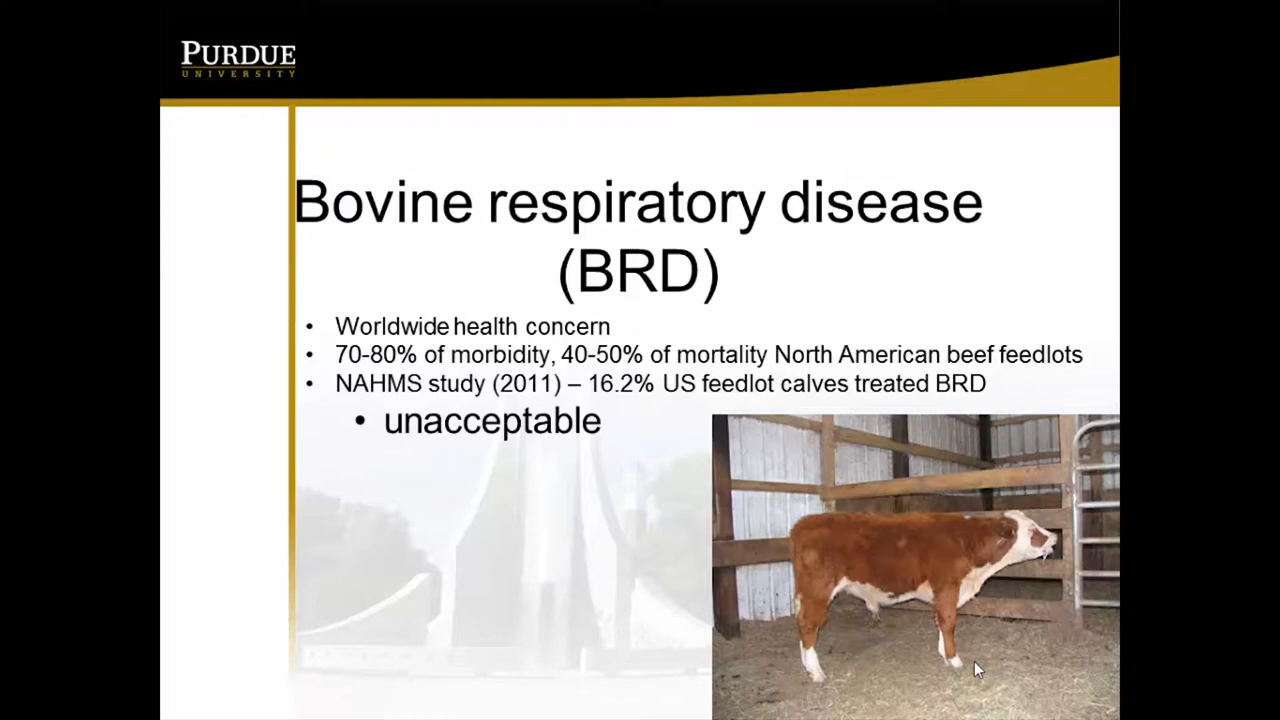 PURDUE
UNIVERSITY
Bovine respiratory disease
(BRD)
• Worldwide health concern
• 70-80% of morbidity, 40-50% of mortality North American beef feedlots
• NAHMS study (2011) – 16.2% US feedlot calves treated BRD
• unacceptable